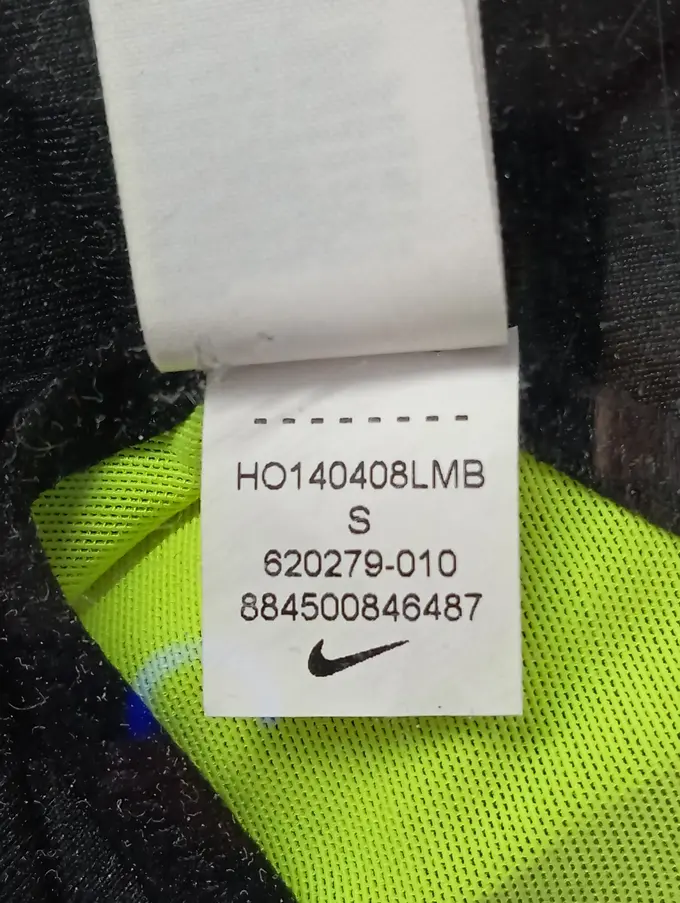 - - - - - - - -
HO140408LMB
S
620279-010
884500846487